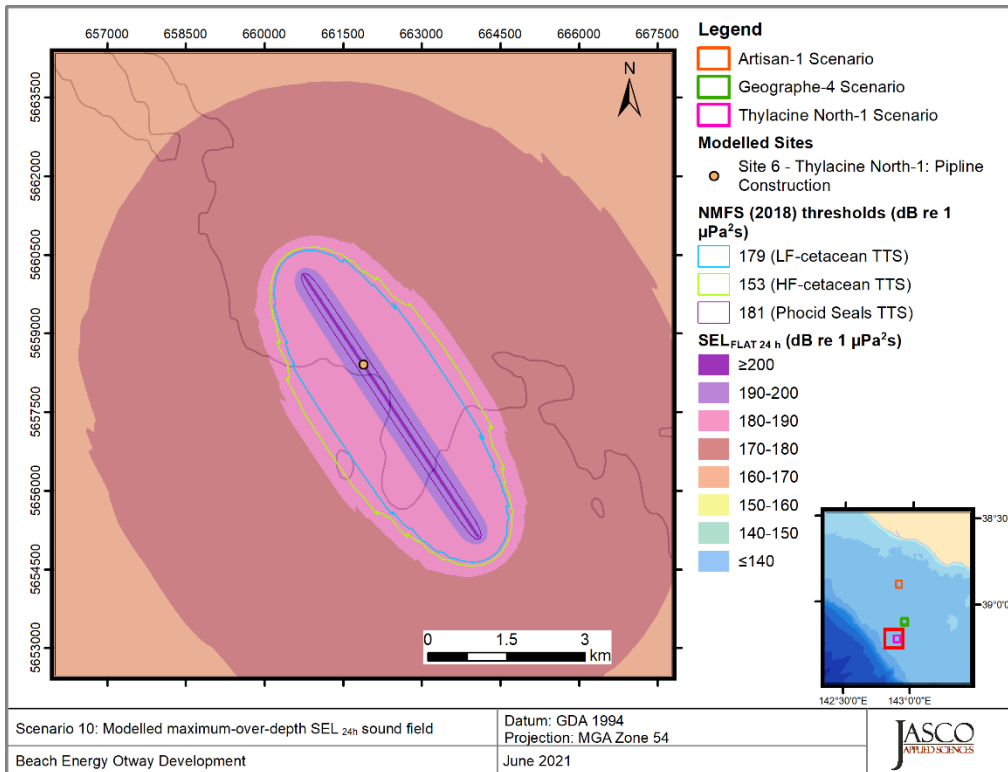 657000 658500 660000 661500 663000 664500 666000 667500
5663500
5662000
5660500
5659000
5657500
5656000
5654500
5653000
N
0 1.5 3
km
Legend
Artisan-1 Scenario
Geographe-4 Scenario
Thylacine North-1 Scenario
Modelled Sites
Site 6 - Thylacine North-1: Pipline
Construction
NMFS (2018) thresholds (dB re 1
µPa²s)
179 (LF-cetacean TTS)
153 (HF-cetacean TTS)
181 (Phocid Seals TTS)
SEL FLAT 24 h (dB re 1 µPa²s)
≥200
190-200
180-190
170-180
160-170
150-160
140-150
≤140
38°30'
39°0'0
142°30'0"E 143°0'0"E
Scenario 10: Modelled maximum-over-depth SEL 24h sound field
Datum: GDA 1994
Projection: MGA Zone 54
Beach Energy Otway Development
June 2021
JASCO
APPLIED SCIENCES